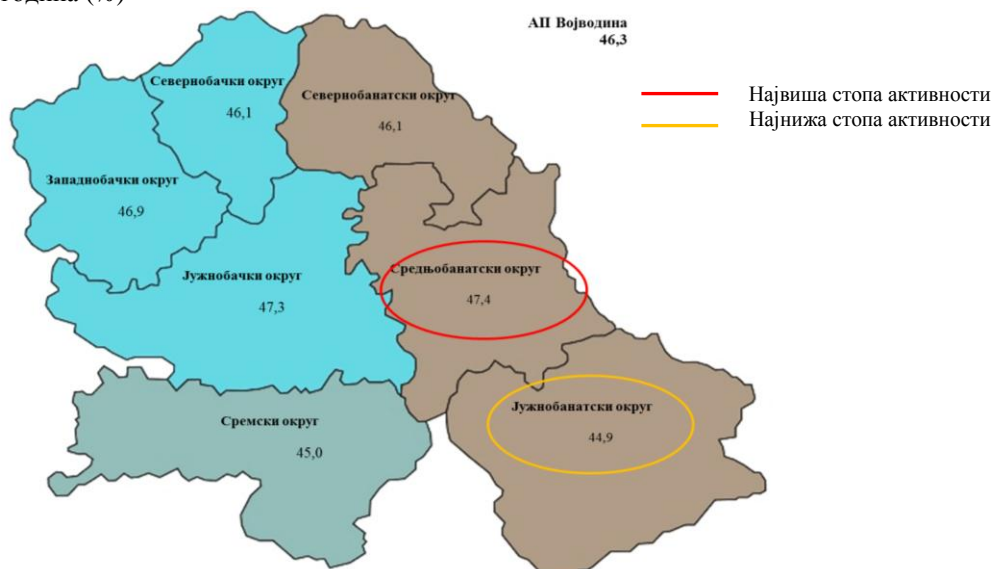 година (%)
АП Војводина
46,3
Највиша стопа активности
Најнижа стопа активности
Севернобачки округ
46,1
Севернобанатски округ
46,1
Западнобачки округ
46,9
Јужнобачки округ
47,3
Средњобанатски округ
47,4
Сремски округ
45,0
Јужнобанатски округ
44,9